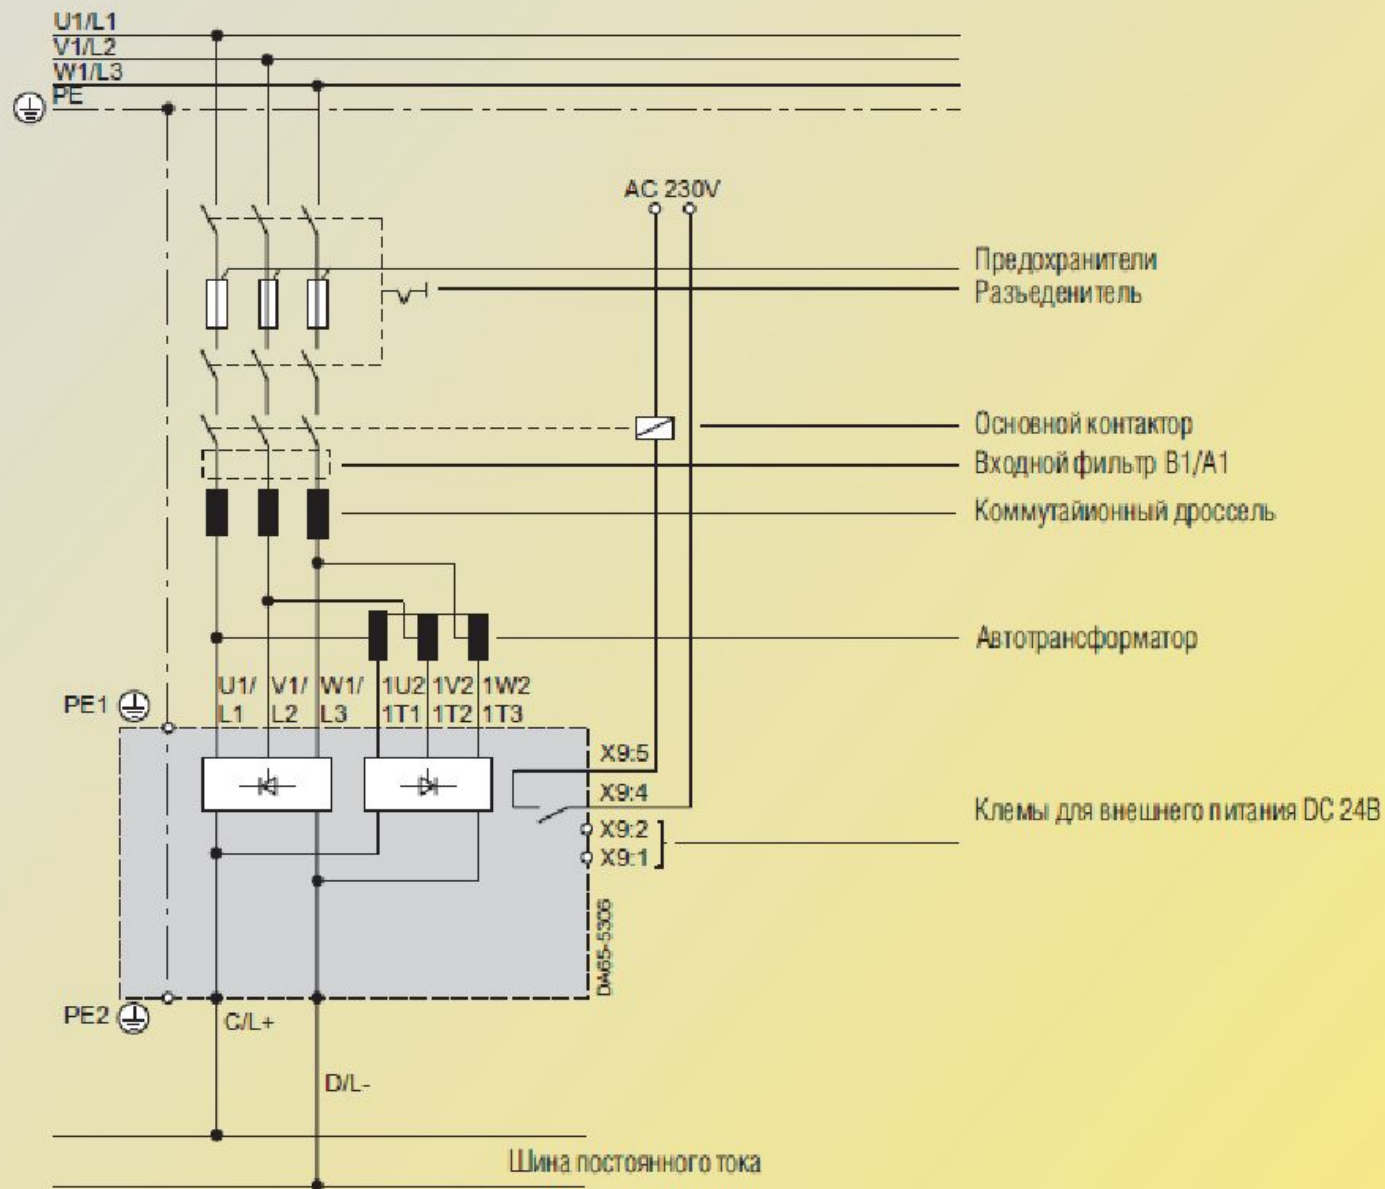 U1/L1
V1/L2
W1/L3
PE
AC 230V
Предохранители
Разъеденитель
Основной контактор
Входной фильтр B1/A1
Коммутайионный дроссель
Автотрансформатор
U1/ V1/ W1/ 1U2 1V2 1W2
L1 L2 L3 1T1 1T2 1T3
PE1
X9:5
X9:4
X9:2
X9:1
Клемы для внешнего питания DC 24В
DA65-5306
PE2
C/L+
D/L-
Шина постоянного тока